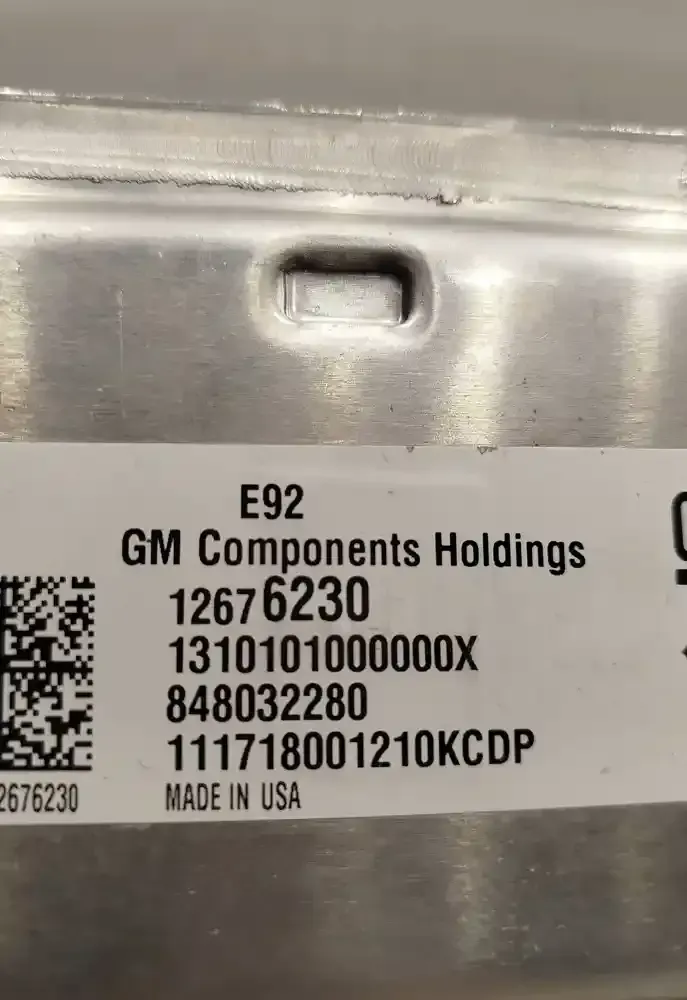 E92
GM Components Holdings
12676230
1310101000000X
848032280
111718001210KCDP
2676230
MADE IN USA